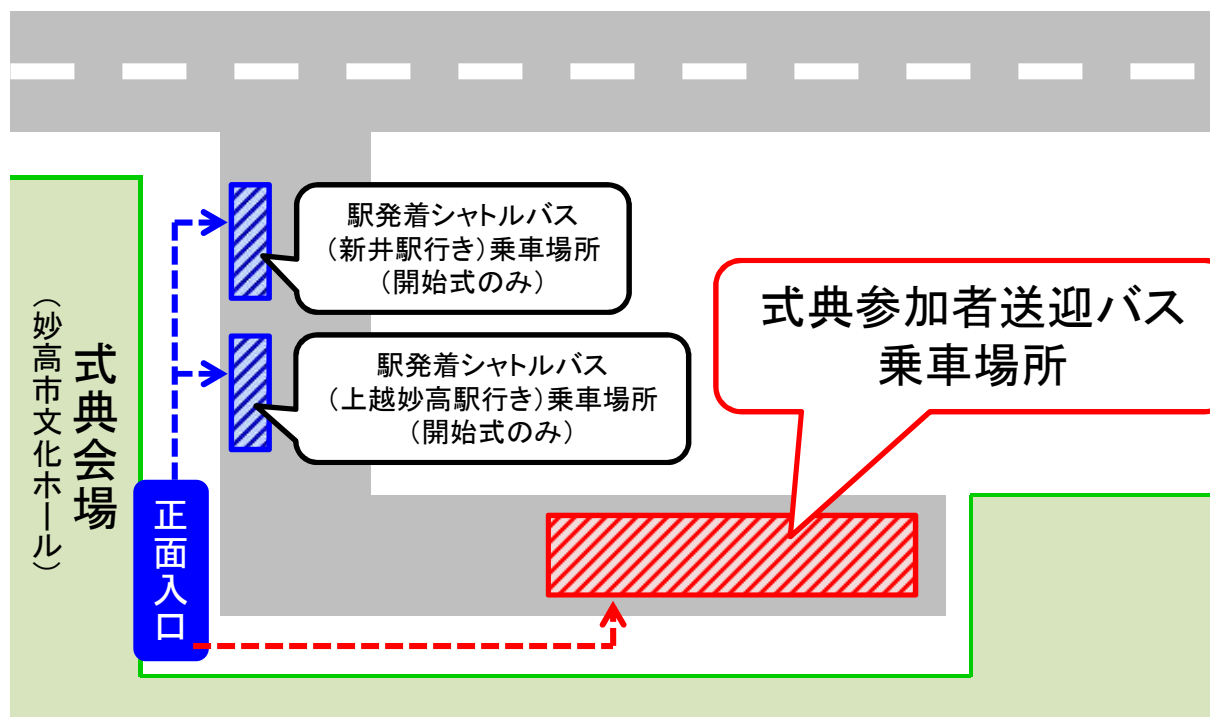 駅発着シャトルバス
（新井駅行き）乗車場所
（開始式のみ）
駅発着シャトルバス
（上越妙高駅行き）乗車場所
（開始式のみ）
式典参加者送迎バス
乗車場所
式典会場
（妙高市文化ホール）
正面入口